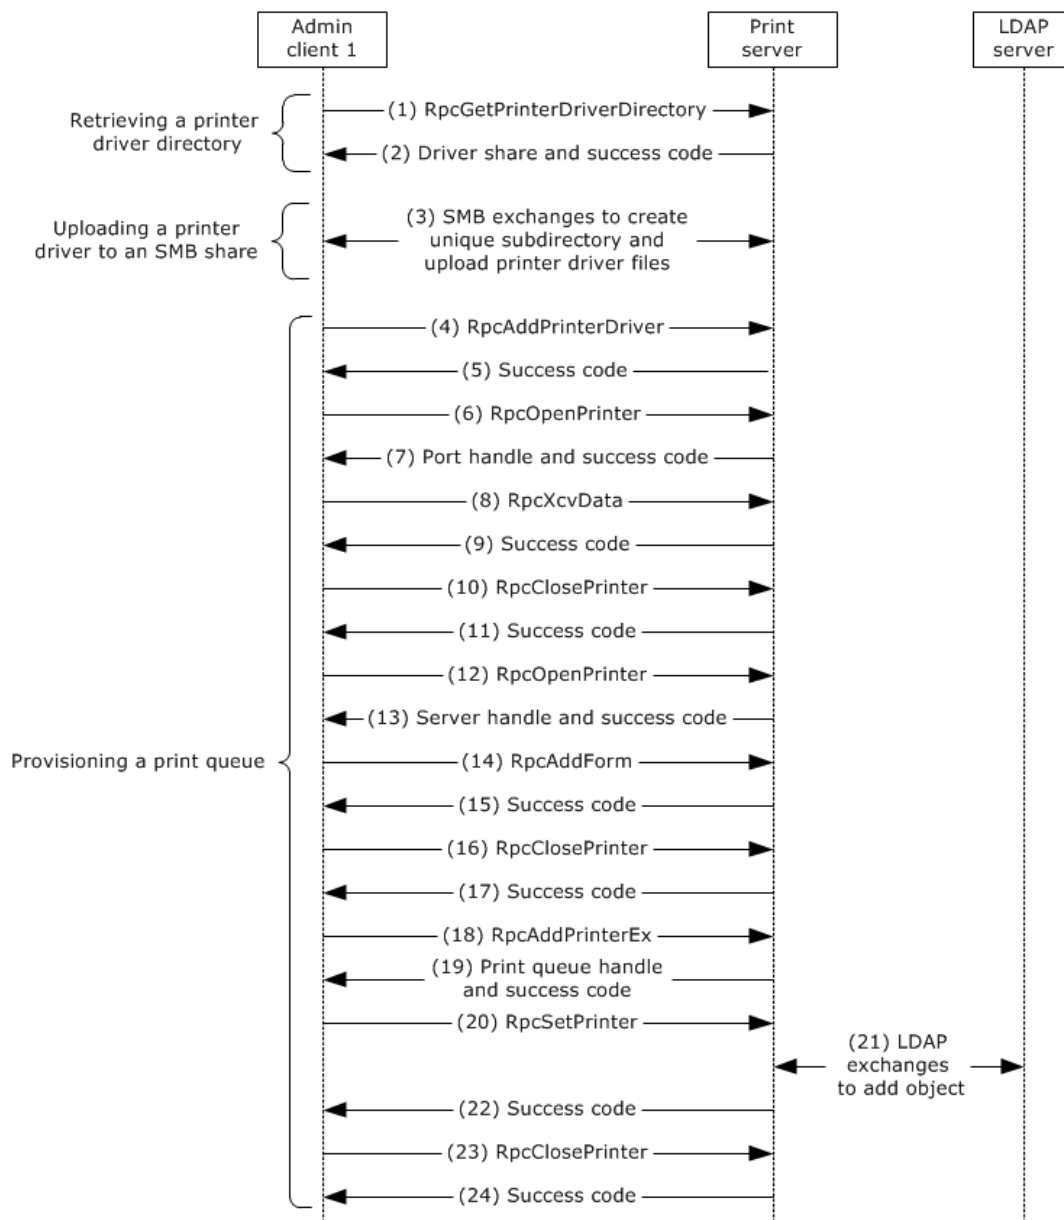 Admin
client 1
Print
server
LDAP
server
Retrieving a printer
driver directory
(1) RpcGetPrinterDriverDirectory
(2) Driver share and success code
Uploading a printer
driver to an SMB share
(3) SMB exchanges to create
unique subdirectory and
upload printer driver files
Provisioning a print queue
(4) RpcAddPrinterDriver
(5) Success code
(6) RpcOpenPrinter
(7) Port handle and success code
(8) RpcXcvData
(9) Success code
(10) RpcClosePrinter
(11) Success code
(12) RpcOpenPrinter
(13) Server handle and success code
(14) RpcAddForm
(15) Success code
(16) RpcClosePrinter
(17) Success code
(18) RpcAddPrinterEx
(19) Print queue handle
and success code
(20) RpcSetPrinter
(21) LDAP
exchanges
to add object
(22) Success code
(23) RpcClosePrinter
(24) Success code